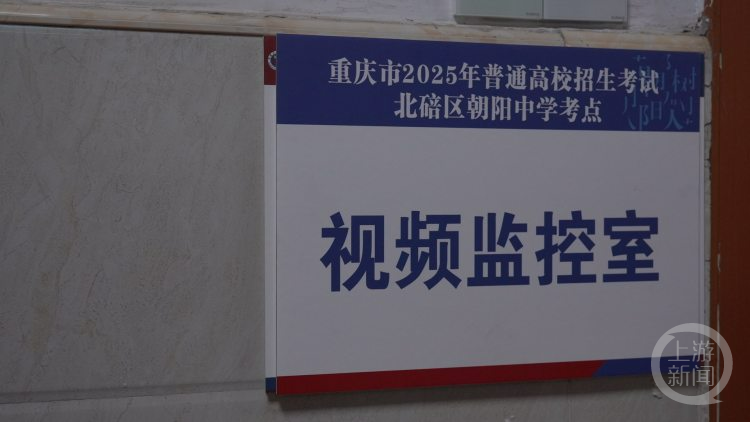 重庆市2025年普通高校招生考试
北碚区朝阳中学考点
视频监控室
上游
新闻